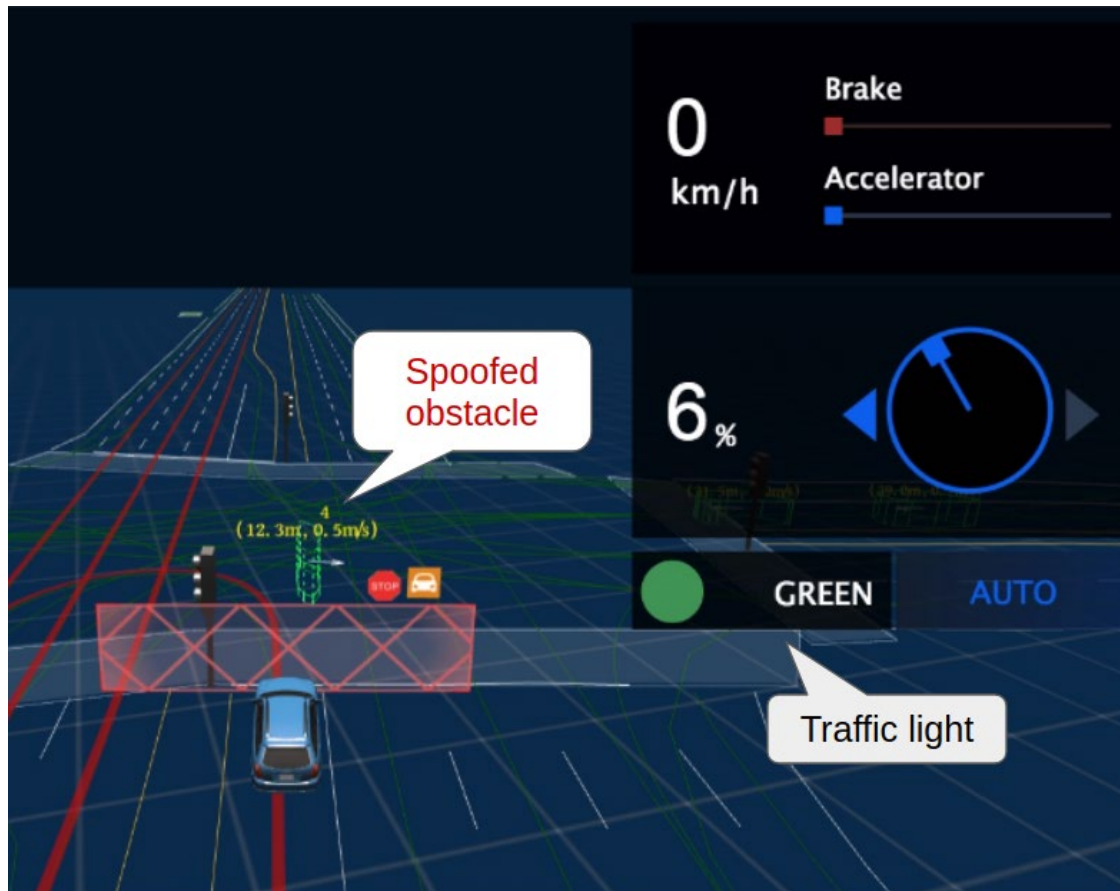 0
km/h
Brake
Accelerator
Spoofed
obstacle
6 %
4
(12.3m, 0.5m/s)
STOP
GREEN
AUTO
Traffic light